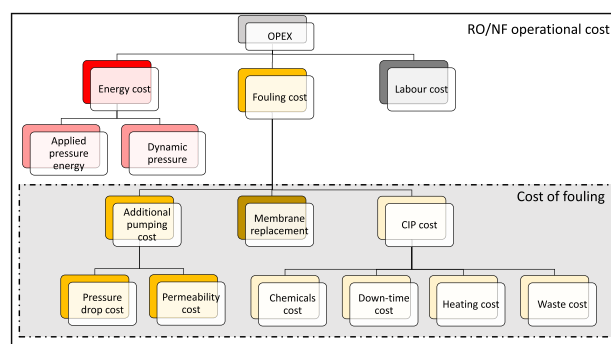 RO/NF operational cost
OPEX
Energy cost
Fouling cost
Labour cost
Applied
pressure
energy
Dynamic
pressure
Cost of fouling
Additional
pumping
cost
Membrane
replacement
CIP cost
Pressure
drop cost
Permeability
cost
Chemicals
cost
Down-time
cost
Heating cost
Waste cost